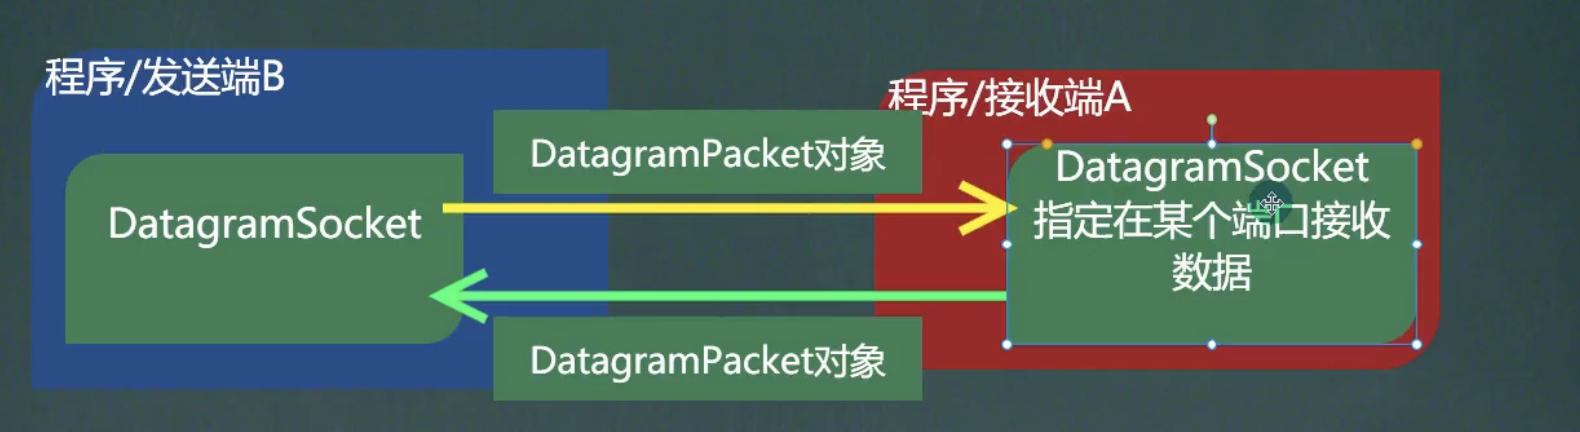 程序/发送端B
程序/接收端A
DatagramPacket对象
DatagramSocket
DatagramSocket
指定在某个端口接收
数据
DatagramPacket对象